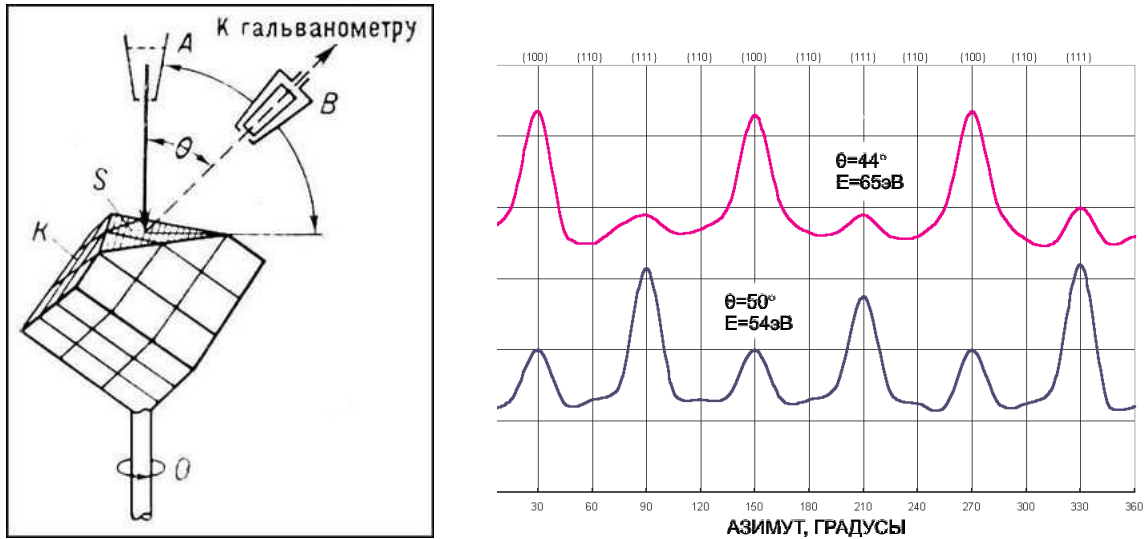 К гальванометру
A
B
θ
S
K
O
{100} {110} {111} {100} {110} {111} {110} {100} {110} {111}
θ=44°
E=65эВ
θ=50°
E=54эВ
30 60 90 120 150 180 210 240 270 300 330 360
АЗИМУТ, ГРАДУСЫ